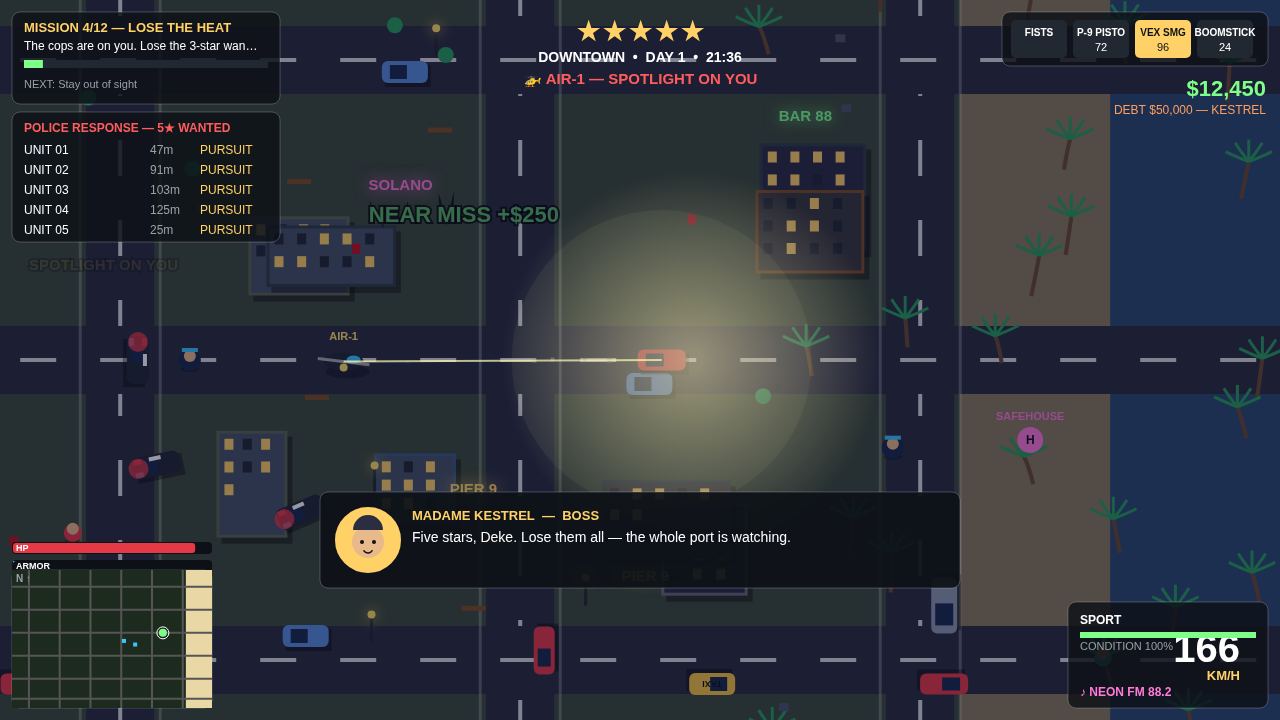 MISSION 4/12 — LOSE THE HEAT
The cops are on you. Lose the 3-star wan…
NEXT: Stay out of sight
POLICE RESPONSE — 5★ WANTED
UNIT 01 47m PURSUIT
UNIT 02 91m PURSUIT
UNIT 03 103m PURSUIT
UNIT 04 125m PURSUIT
UNIT 05 25m PURSUIT
★★★★★
DOWNTOWN • DAY 1 • 21:36
🚁 AIR-1 — SPOTLIGHT ON YOU
FISTS
P-9 PISTO 72
VEX SMG 96
BOOMSTICK 24
$12,450
DEBT $50,000 — KESTREL
BAR 88
SOLANO
NEAR MISS +$250
SPOTLIGHT ON YOU
AIR-1
SAFEHOUSE
H
PIER 9
MADAME KESTREL — BOSS
Five stars, Deke. Lose them all — the whole port is watching.
PIER 9
HP
ARMOR
N
TAXI
SPORT
CONDITION 100%
166
KM/H
♪ NEON FM 88.2